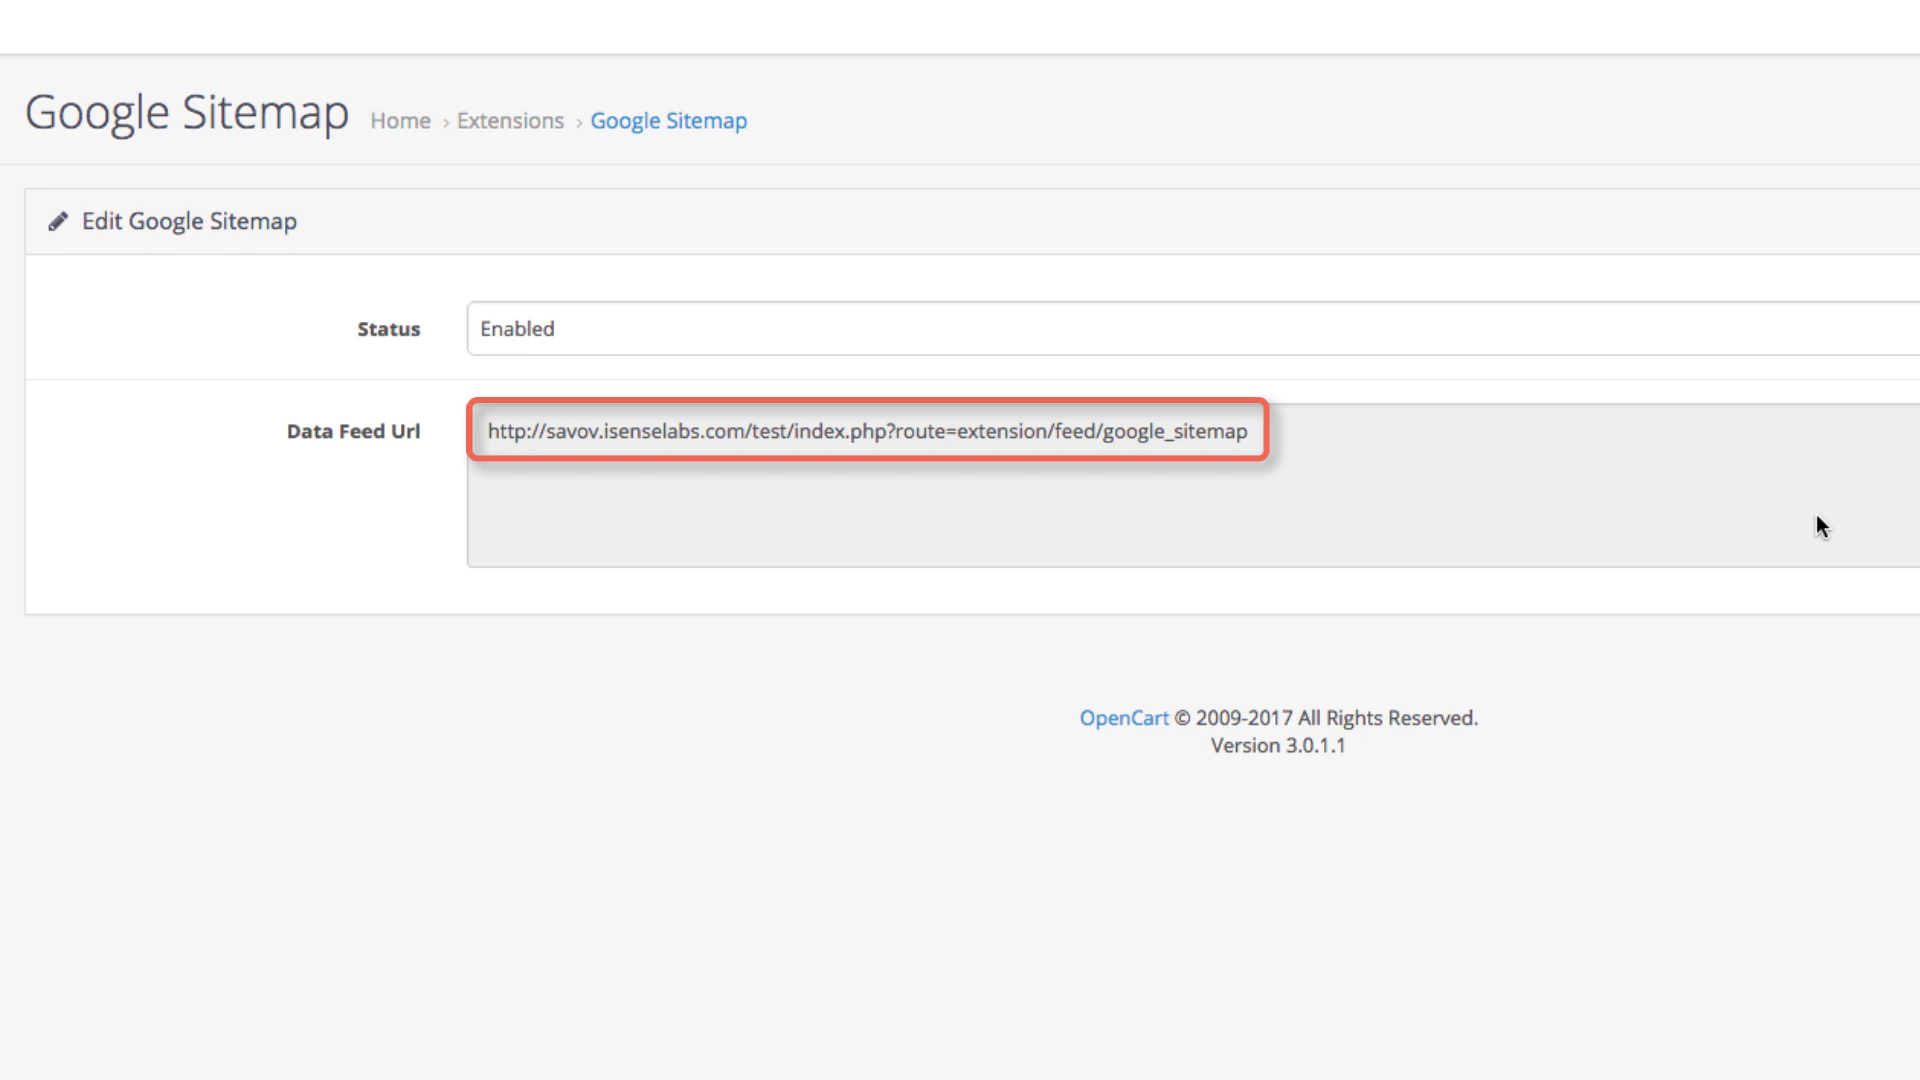 Google Sitemap
Home › Extensions › Google Sitemap
Edit Google Sitemap
Status
Enabled
Data Feed Url
http://savov.isenselabs.com/test/index.php?route=extension/feed/google_sitemap
OpenCart © 2009-2017 All Rights Reserved.
Version 3.0.1.1